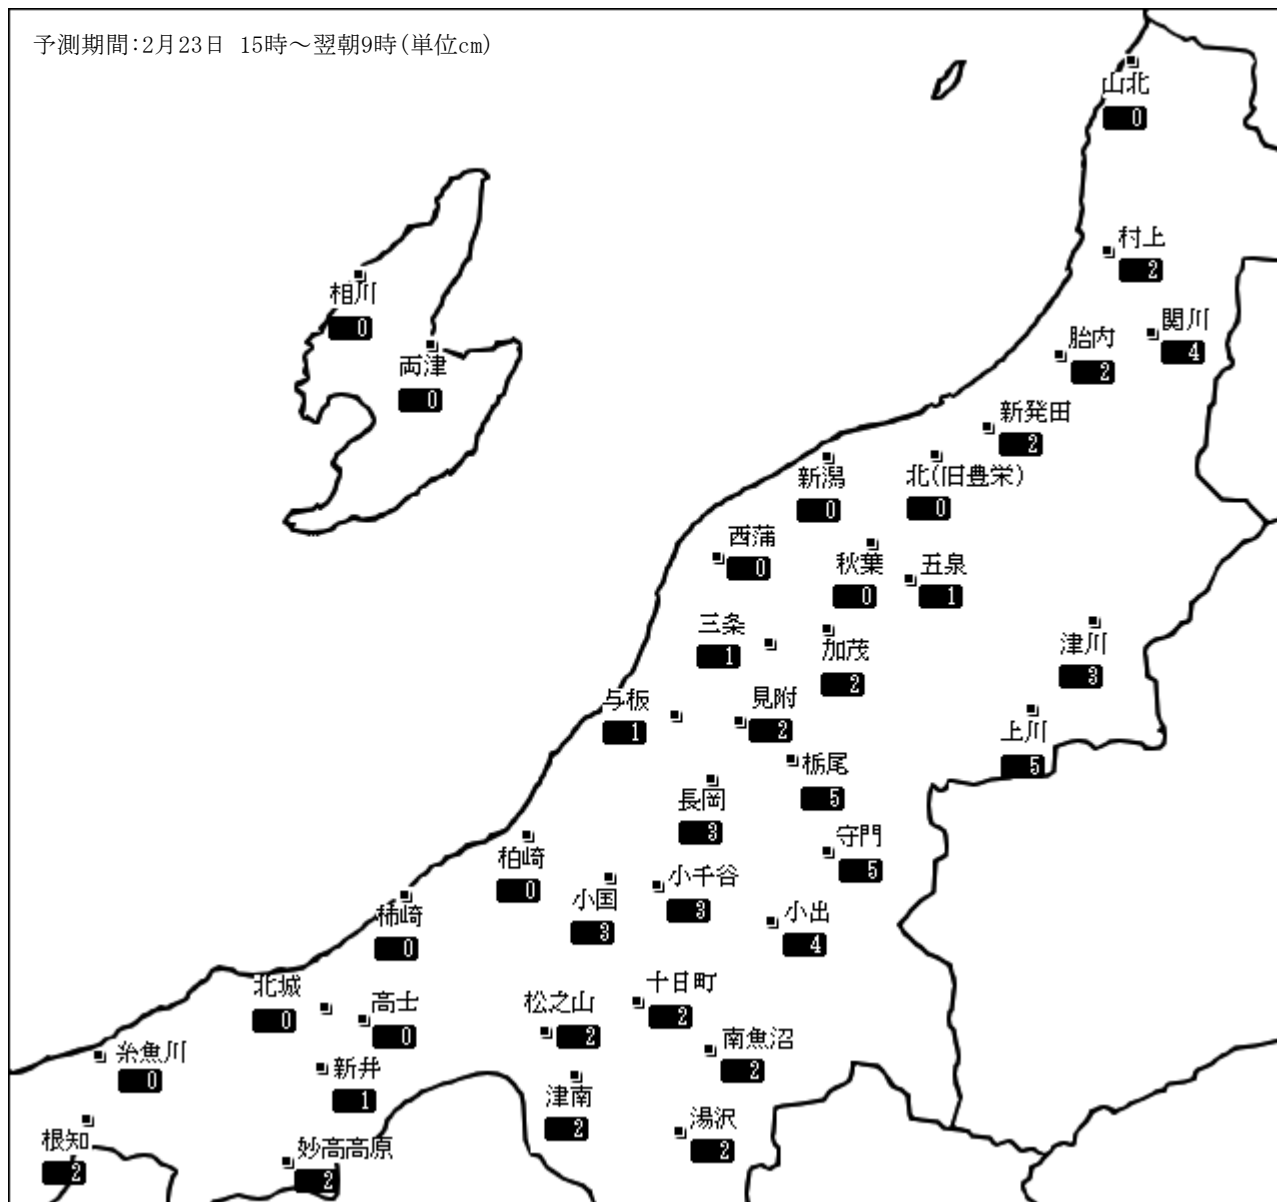 予測期間:2月23日 15時～翌朝9時(単位cm)
山北
0
村上
2
相川
0
関川
4
胎内
2
両津
0
新発田
2
新潟
0
北(旧豊栄)
0
西蒲
0
秋葉
0
五泉
1
三条
1
加茂
2
津川
3
与板
1
見附
2
上川
5
栃尾
5
長岡
3
守門
5
柏崎
0
小国
3
小千谷
3
小出
4
柿崎
0
北城
0
高士
0
松之山
2
十日町
2
南魚沼
2
糸魚川
0
新井
1
津南
2
湯沢
2
根知
2
妙高高原
2